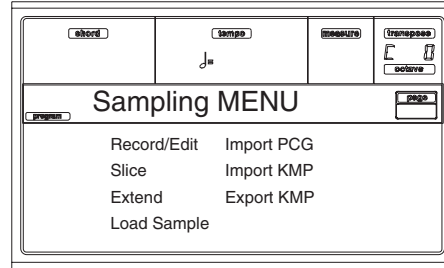 chord tempo measure transpose
C 0
octave
Sampling MENU page
program
Record/Edit Import PCG
Slice Import KMP
Extend Export KMP
Load Sample